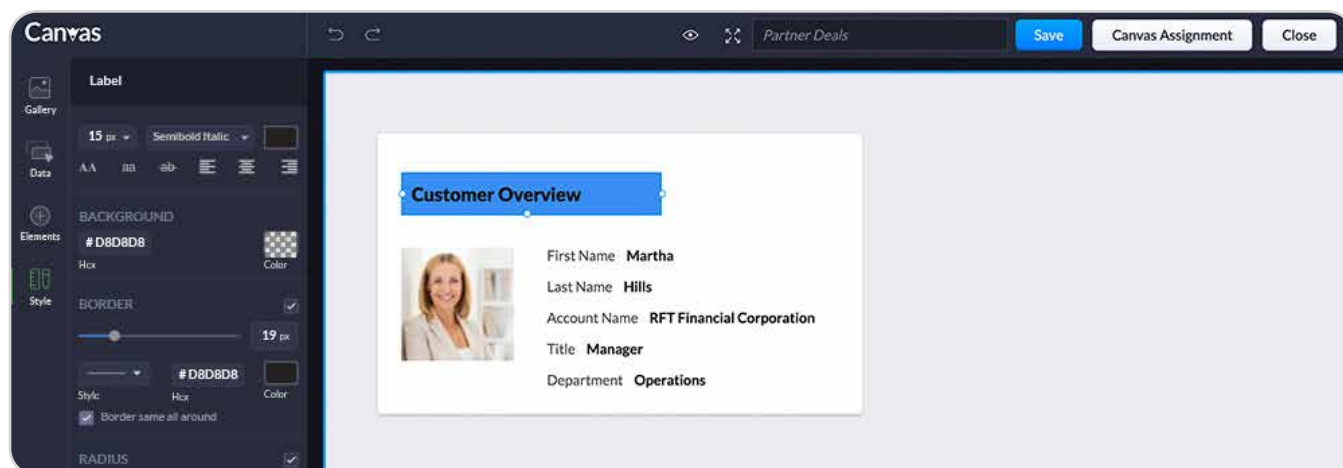 Canvas
Partner Deals
Save
Canvas Assignment
Close
Gallery
Data
Elements
Style
Label
15 px
Semibold Italic
AA aa ab
BACKGROUND
# D8D8D8
Hex
Color
BORDER
19 px
# D8D8D8
Style
Hex
Color
Border same all around
RADIUS
Customer Overview
First Name Martha
Last Name Hills
Account Name RFT Financial Corporation
Title Manager
Department Operations